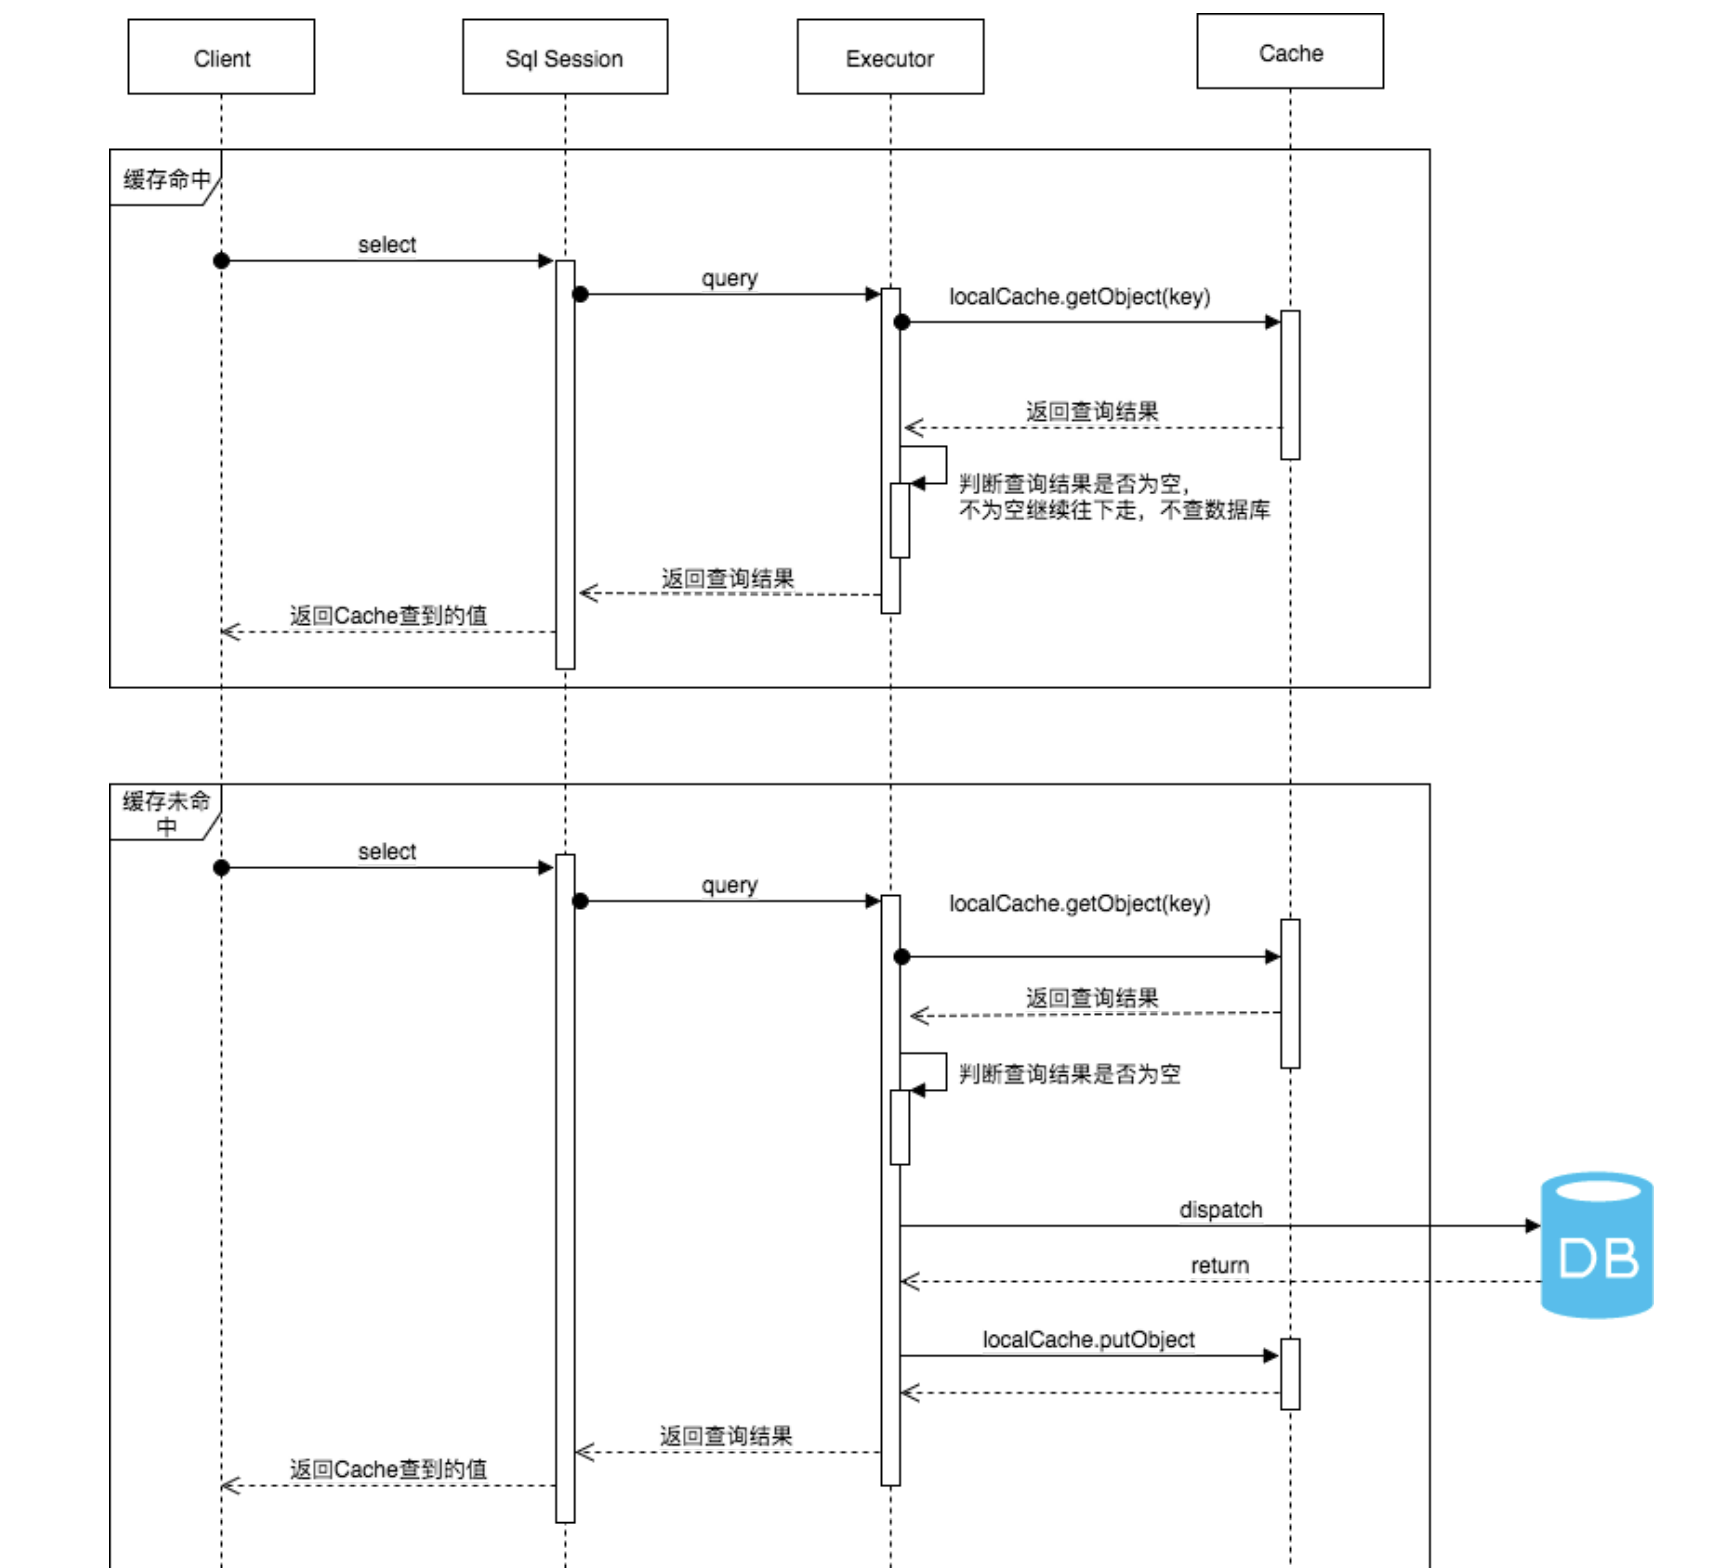 Client
Sql Session
Executor
Cache
缓存命中
select
query
localCache.getObject(key)
返回查询结果
判断查询结果是否为空，
不为空继续往下走，不查数据库
返回查询结果
返回Cache查到的值
缓存未命
中
select
query
localCache.getObject(key)
返回查询结果
判断查询结果是否为空
dispatch
DB
return
localCache.putObject
返回查询结果
返回Cache查到的值